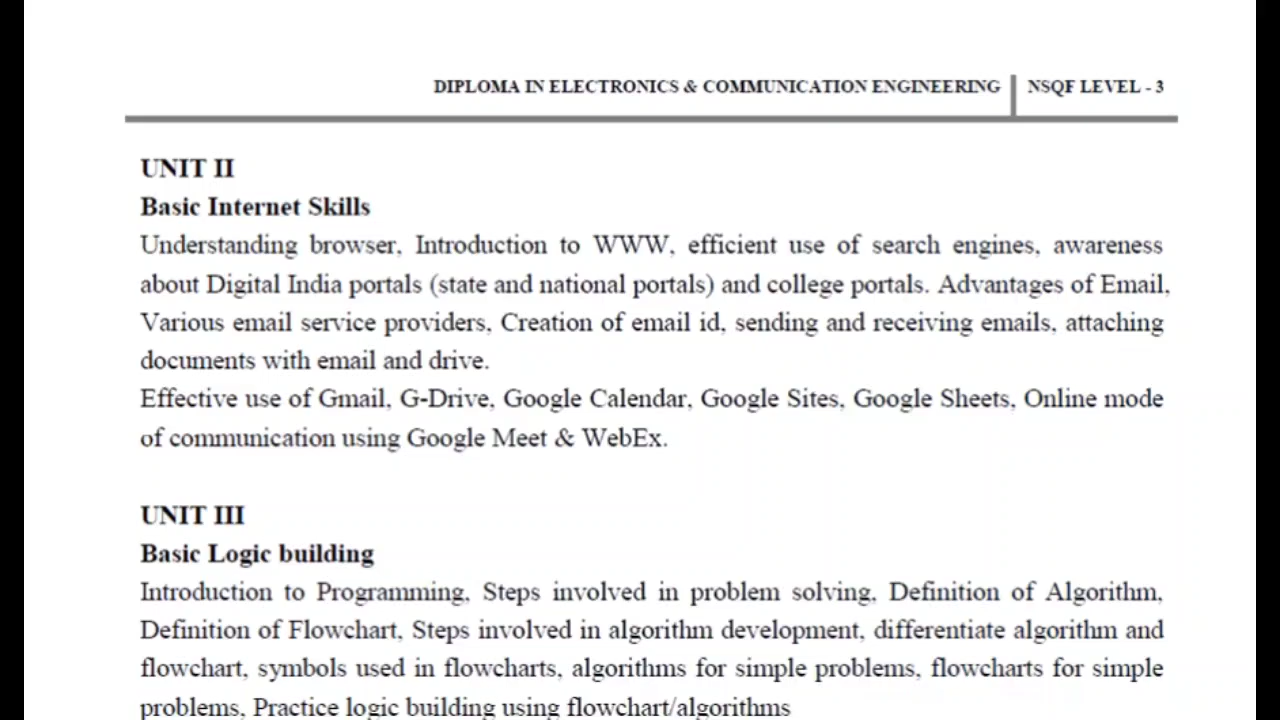 DIPLOMA IN ELECTRONICS & COMMUNICATION ENGINEERING NSQF LEVEL - 3
UNIT II
Basic Internet Skills
Understanding browser, Introduction to WWW, efficient use of search engines, awareness
about Digital India portals (state and national portals) and college portals. Advantages of Email,
Various email service providers, Creation of email id, sending and receiving emails, attaching
documents with email and drive.
Effective use of Gmail, G-Drive, Google Calendar, Google Sites, Google Sheets, Online mode
of communication using Google Meet & WebEx.
UNIT III
Basic Logic building
Introduction to Programming, Steps involved in problem solving, Definition of Algorithm,
Definition of Flowchart, Steps involved in algorithm development, differentiate algorithm and
flowchart, symbols used in flowcharts, algorithms for simple problems, flowcharts for simple
problems, Practice logic building using flowchart/algorithms